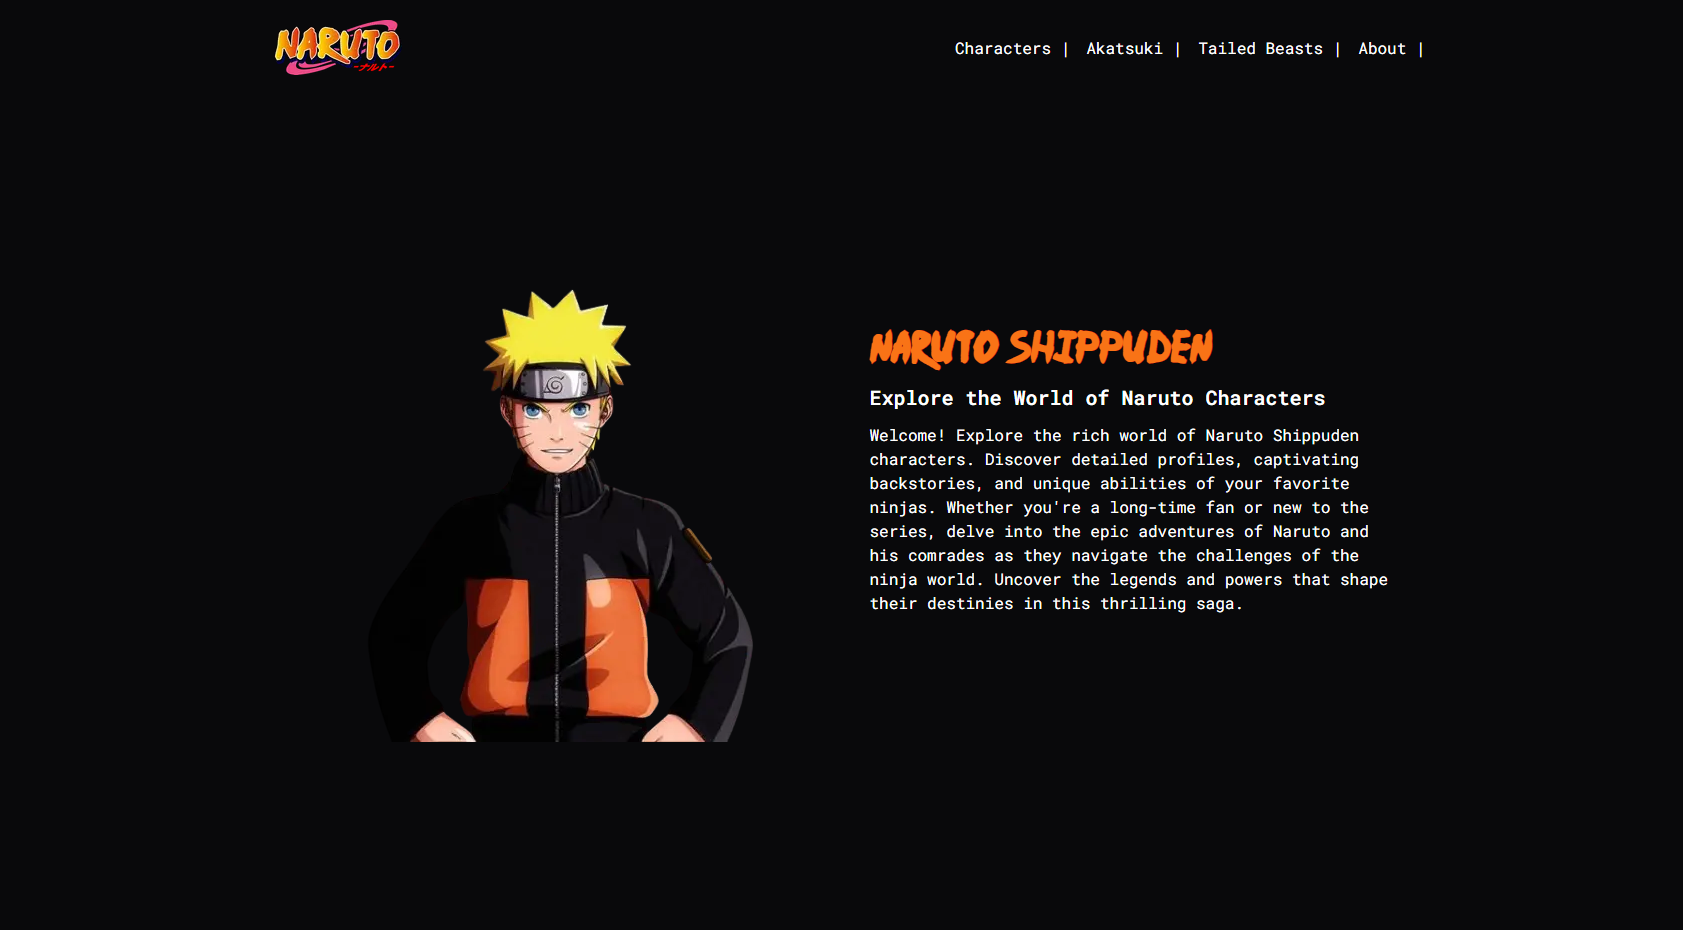 NARUTO
ーナルトー
Characters | Akatsuki | Tailed Beasts | About |
NARUTO SHIPPUDEN
Explore the World of Naruto Characters
Welcome! Explore the rich world of Naruto Shippuden
characters. Discover detailed profiles, captivating
backstories, and unique abilities of your favorite
ninjas. Whether you're a long-time fan or new to the
series, delve into the epic adventures of Naruto and
his comrades as they navigate the challenges of the
ninja world. Uncover the legends and powers that shape
their destinies in this thrilling saga.